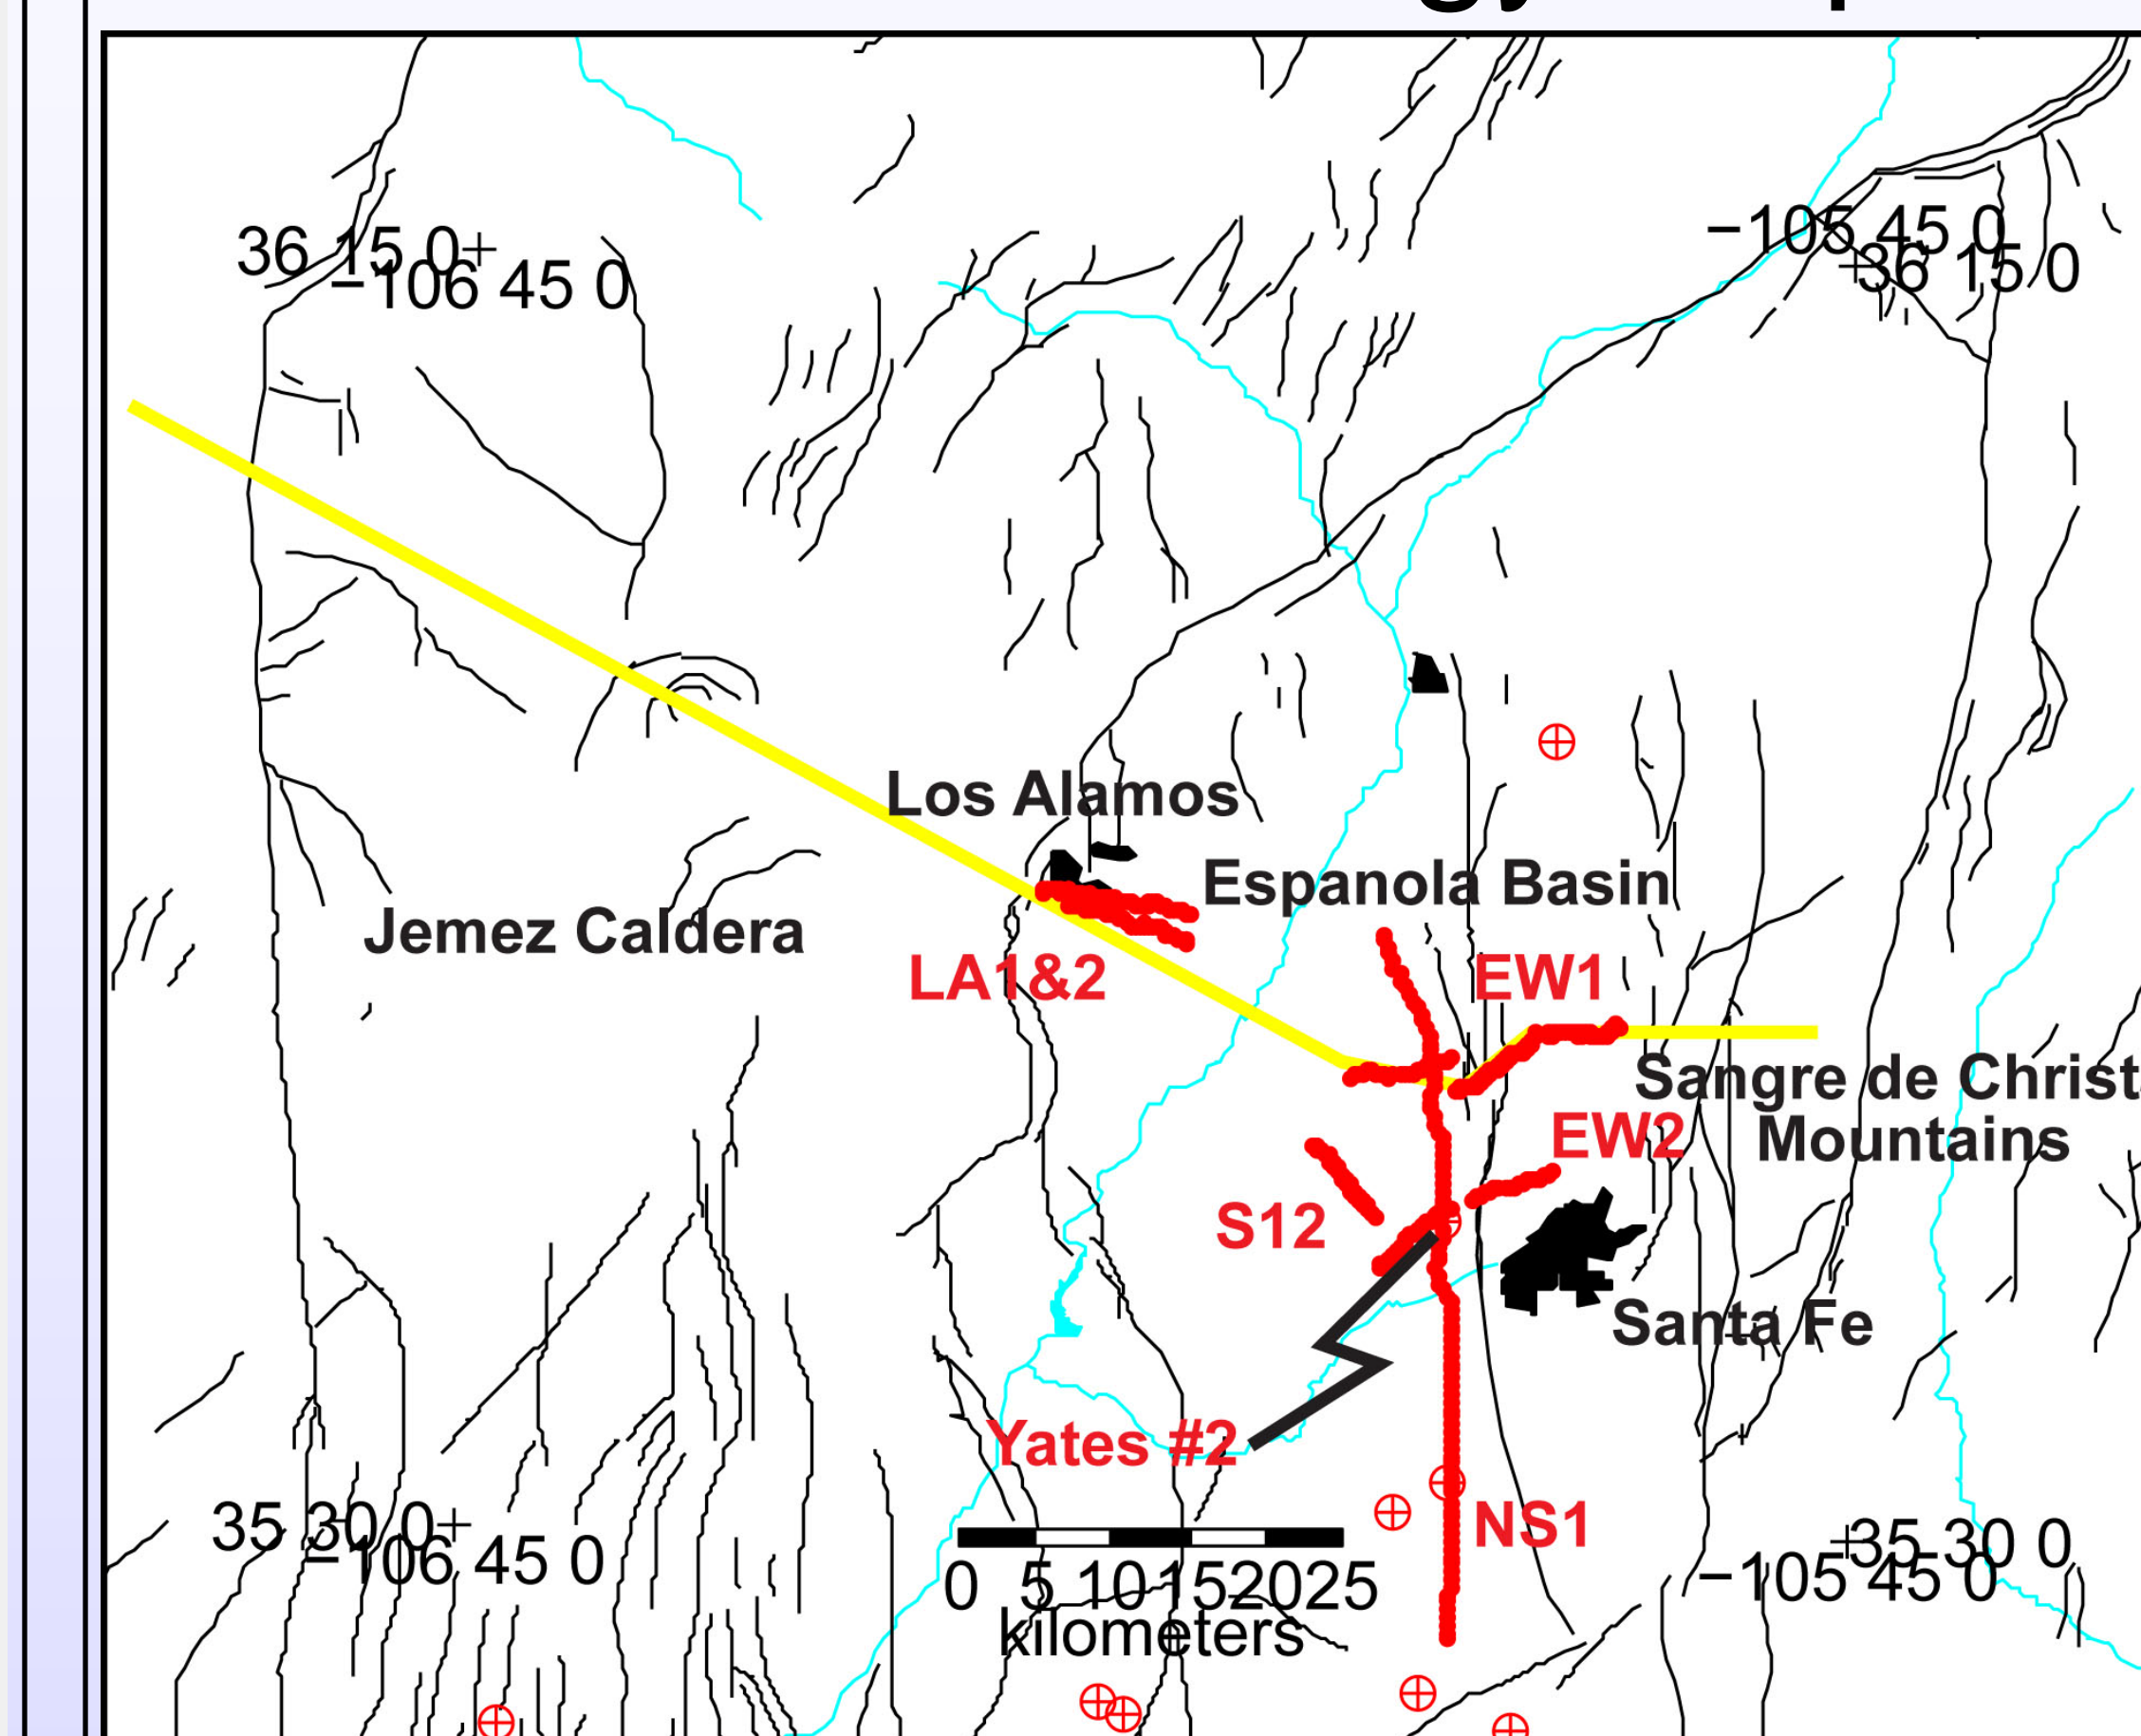 −105 45 0
36 15 0+
+36 15 0
−106 45 0
Los Alamos
Espanola Basin
Jemez Caldera
LA1&2
EW1
Sangre de Christ
EW2
Mountains
S12
Santa Fe
Yates #2
NS1
35 30 0+
+35 30 0
−106 45 0
−105 45 0
0 5 10 15 20 25
kilometers